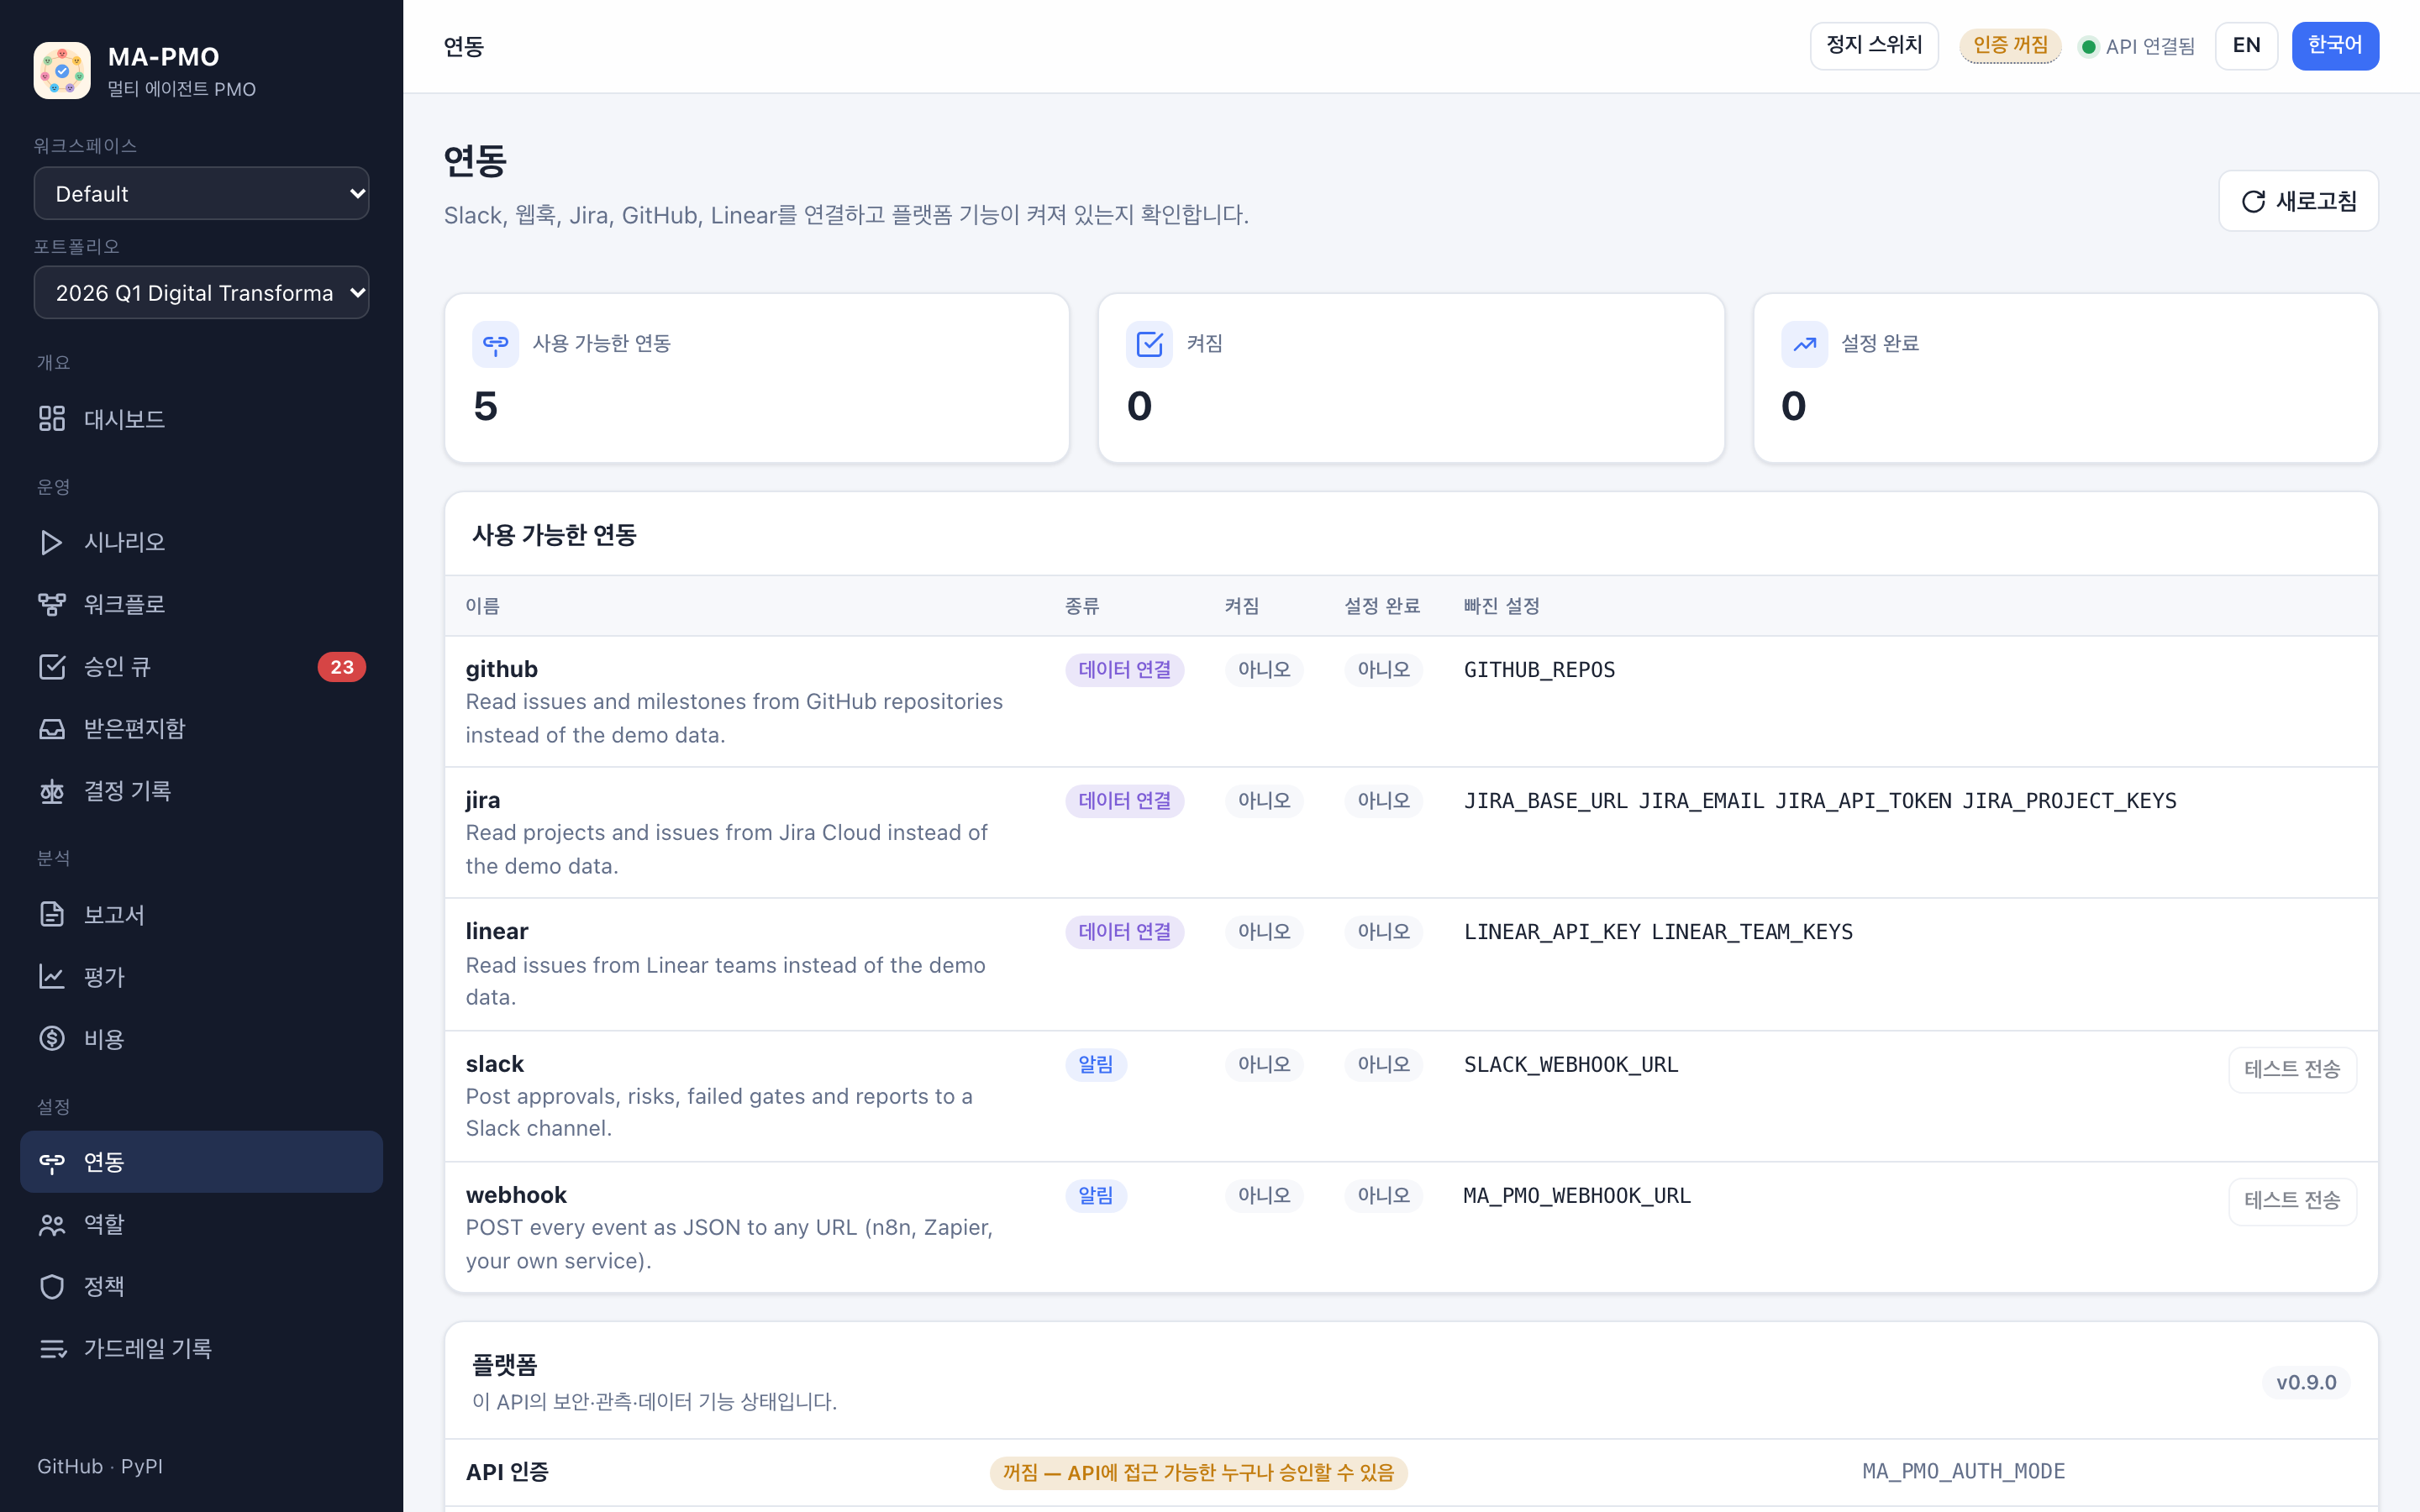 MA-PMO
멀티 에이전트 PMO
워크스페이스
Default
포트폴리오
2026 Q1 Digital Transforma
개요
대시보드
운영
시나리오
워크플로
승인 큐
23
받은편지함
결정 기록
분석
보고서
평가
비용
설정
연동
역할
정책
가드레일 기록
GitHub · PyPI
연동
정지 스위치
인증 꺼짐
API 연결됨
EN
한국어
연동
Slack, 웹훅, Jira, GitHub, Linear를 연결하고 플랫폼 기능이 켜져 있는지 확인합니다.
새로고침
사용 가능한 연동
5
켜짐
0
설정 완료
0
사용 가능한 연동
이름 종류 켜짐 설정 완료 빠진 설정
github 데이터 연결 아니오 아니오 GITHUB_REPOS
Read issues and milestones from GitHub repositories
instead of the demo data.
jira 데이터 연결 아니오 아니오 JIRA_BASE_URL JIRA_EMAIL JIRA_API_TOKEN JIRA_PROJECT_KEYS
Read projects and issues from Jira Cloud instead of
the demo data.
linear 데이터 연결 아니오 아니오 LINEAR_API_KEY LINEAR_TEAM_KEYS
Read issues from Linear teams instead of the demo
data.
slack 알림 아니오 아니오 SLACK_WEBHOOK_URL 테스트 전송
Post approvals, risks, failed gates and reports to a
Slack channel.
webhook 알림 아니오 아니오 MA_PMO_WEBHOOK_URL 테스트 전송
POST every event as JSON to any URL (n8n, Zapier,
your own service).
플랫폼
이 API의 보안·관측·데이터 기능 상태입니다.
v0.9.0
API 인증 꺼짐 — API에 접근 가능한 누구나 승인할 수 있음 MA_PMO_AUTH_MODE